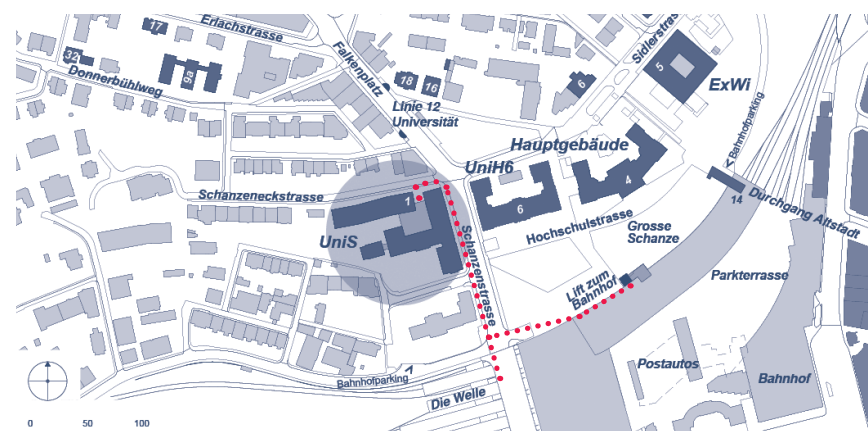 17
Erlachstrasse
32
9a
Donnerbühlweg
Falkenplatz
18
16
Linie 12
Universität
6
Sidlerstrasse
5
ExWi
Bahnhofparking
Hauptgebäude
UniH6
4
6
14
Durchgang Altstadt
Schanzeneckstrasse
1
UniS
Schanzenstrasse
Hochschulstrasse
Grosse
Schanze
Parkterrasse
Lift zum
Bahnhof
Postautos
Bahnhof
Bahnhofparking
Die Welle
0 50 100